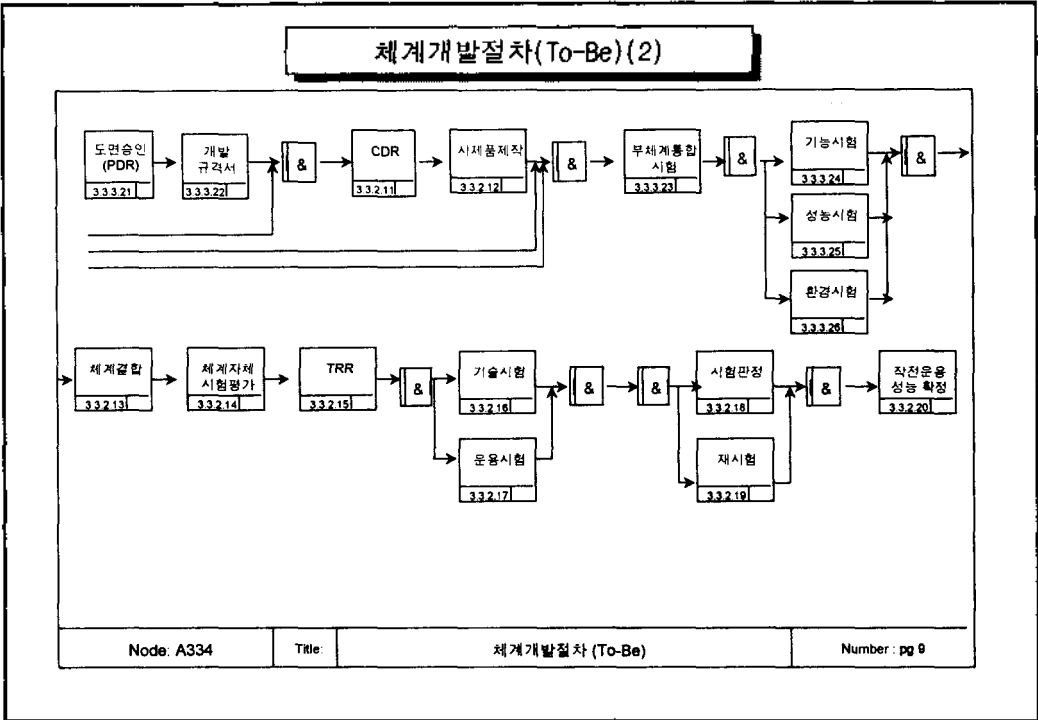 체계개발절차(To-Be)(2)
도면승인
(PDR)
3.3.3.21
개발
규격서
3.3.3.22
&
CDR
3.3.2.11
시제품제작
3.3.2.12
&
부체계통합
시험
3.3.3.23
&
기능시험
3.3.3.24
성능시험
3.3.3.25
환경시험
3.3.3.26
&
체계결합
3.3.2.13
체계자체
시험평가
3.3.2.14
TRR
3.3.2.15
&
기술시험
3.3.2.16
운용시험
3.3.2.17
&
&
시험판정
3.3.2.18
재시험
3.3.2.19
&
작전운용
성능 확정
3.3.2.20
Node: A334
Title:
체계개발절차 (To-Be)
Number : pg 9